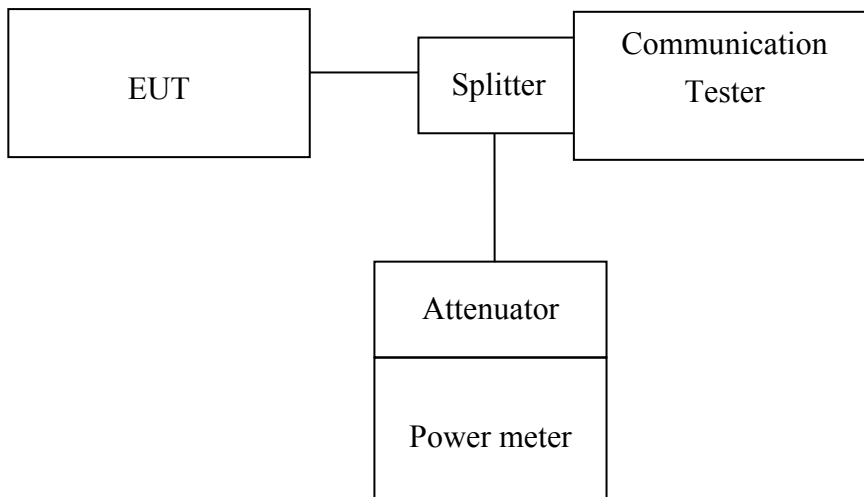 EUT
Splitter
Communication
Tester
Attenuator
Power meter